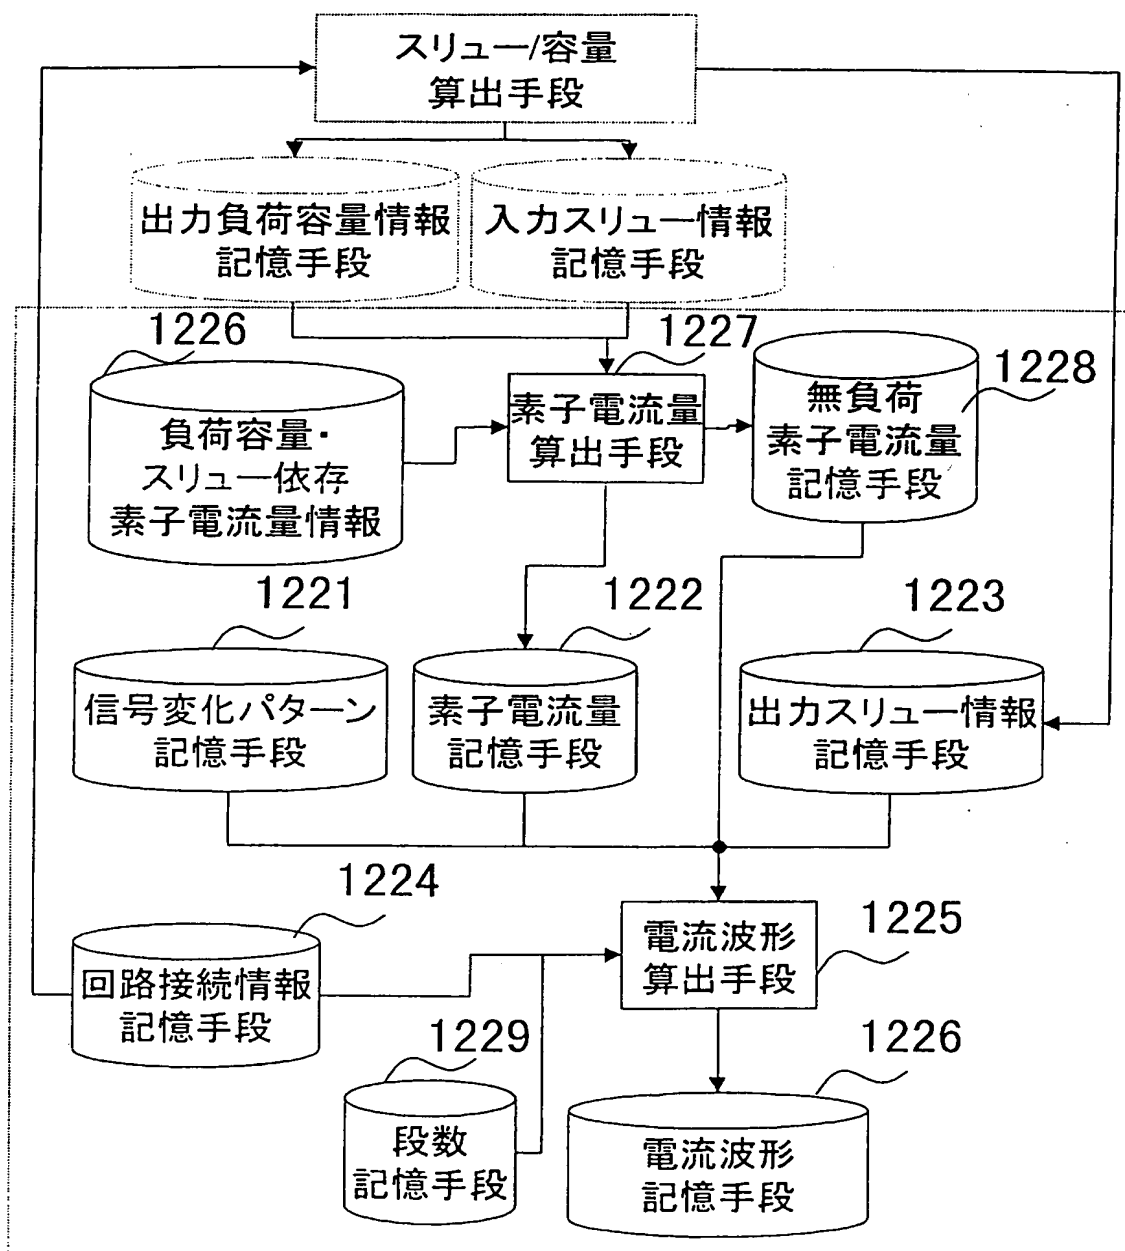 スリュー/容量
算出手段
出力負荷容量情報
記憶手段
入力スリュー情報
記憶手段
1226
負荷容量・
スリュー依存
素子電流量情報
1227
素子電流量
算出手段
1228
無負荷
素子電流量
記憶手段
1221
信号変化パターン
記憶手段
1222
素子電流量
記憶手段
1223
出力スリュー情報
記憶手段
1224
回路接続情報
記憶手段
1225
電流波形
算出手段
1229
段数
記憶手段
1226
電流波形
記憶手段